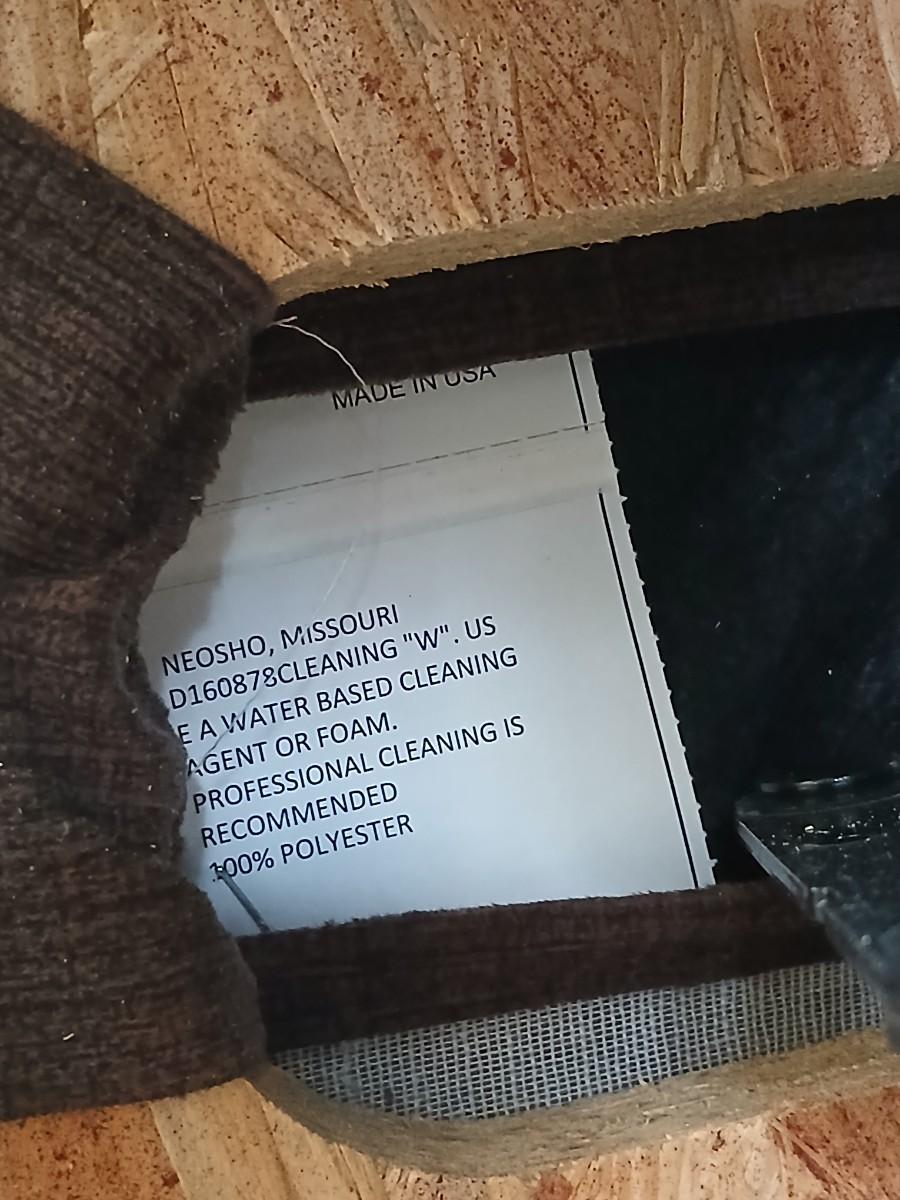 MADE IN USA
NEOSHO, MISSOURI
D160878CLEANING "W". US
E A WATER BASED CLEANING
AGENT OR FOAM.
PROFESSIONAL CLEANING IS
RECOMMENDED
100% POLYESTER